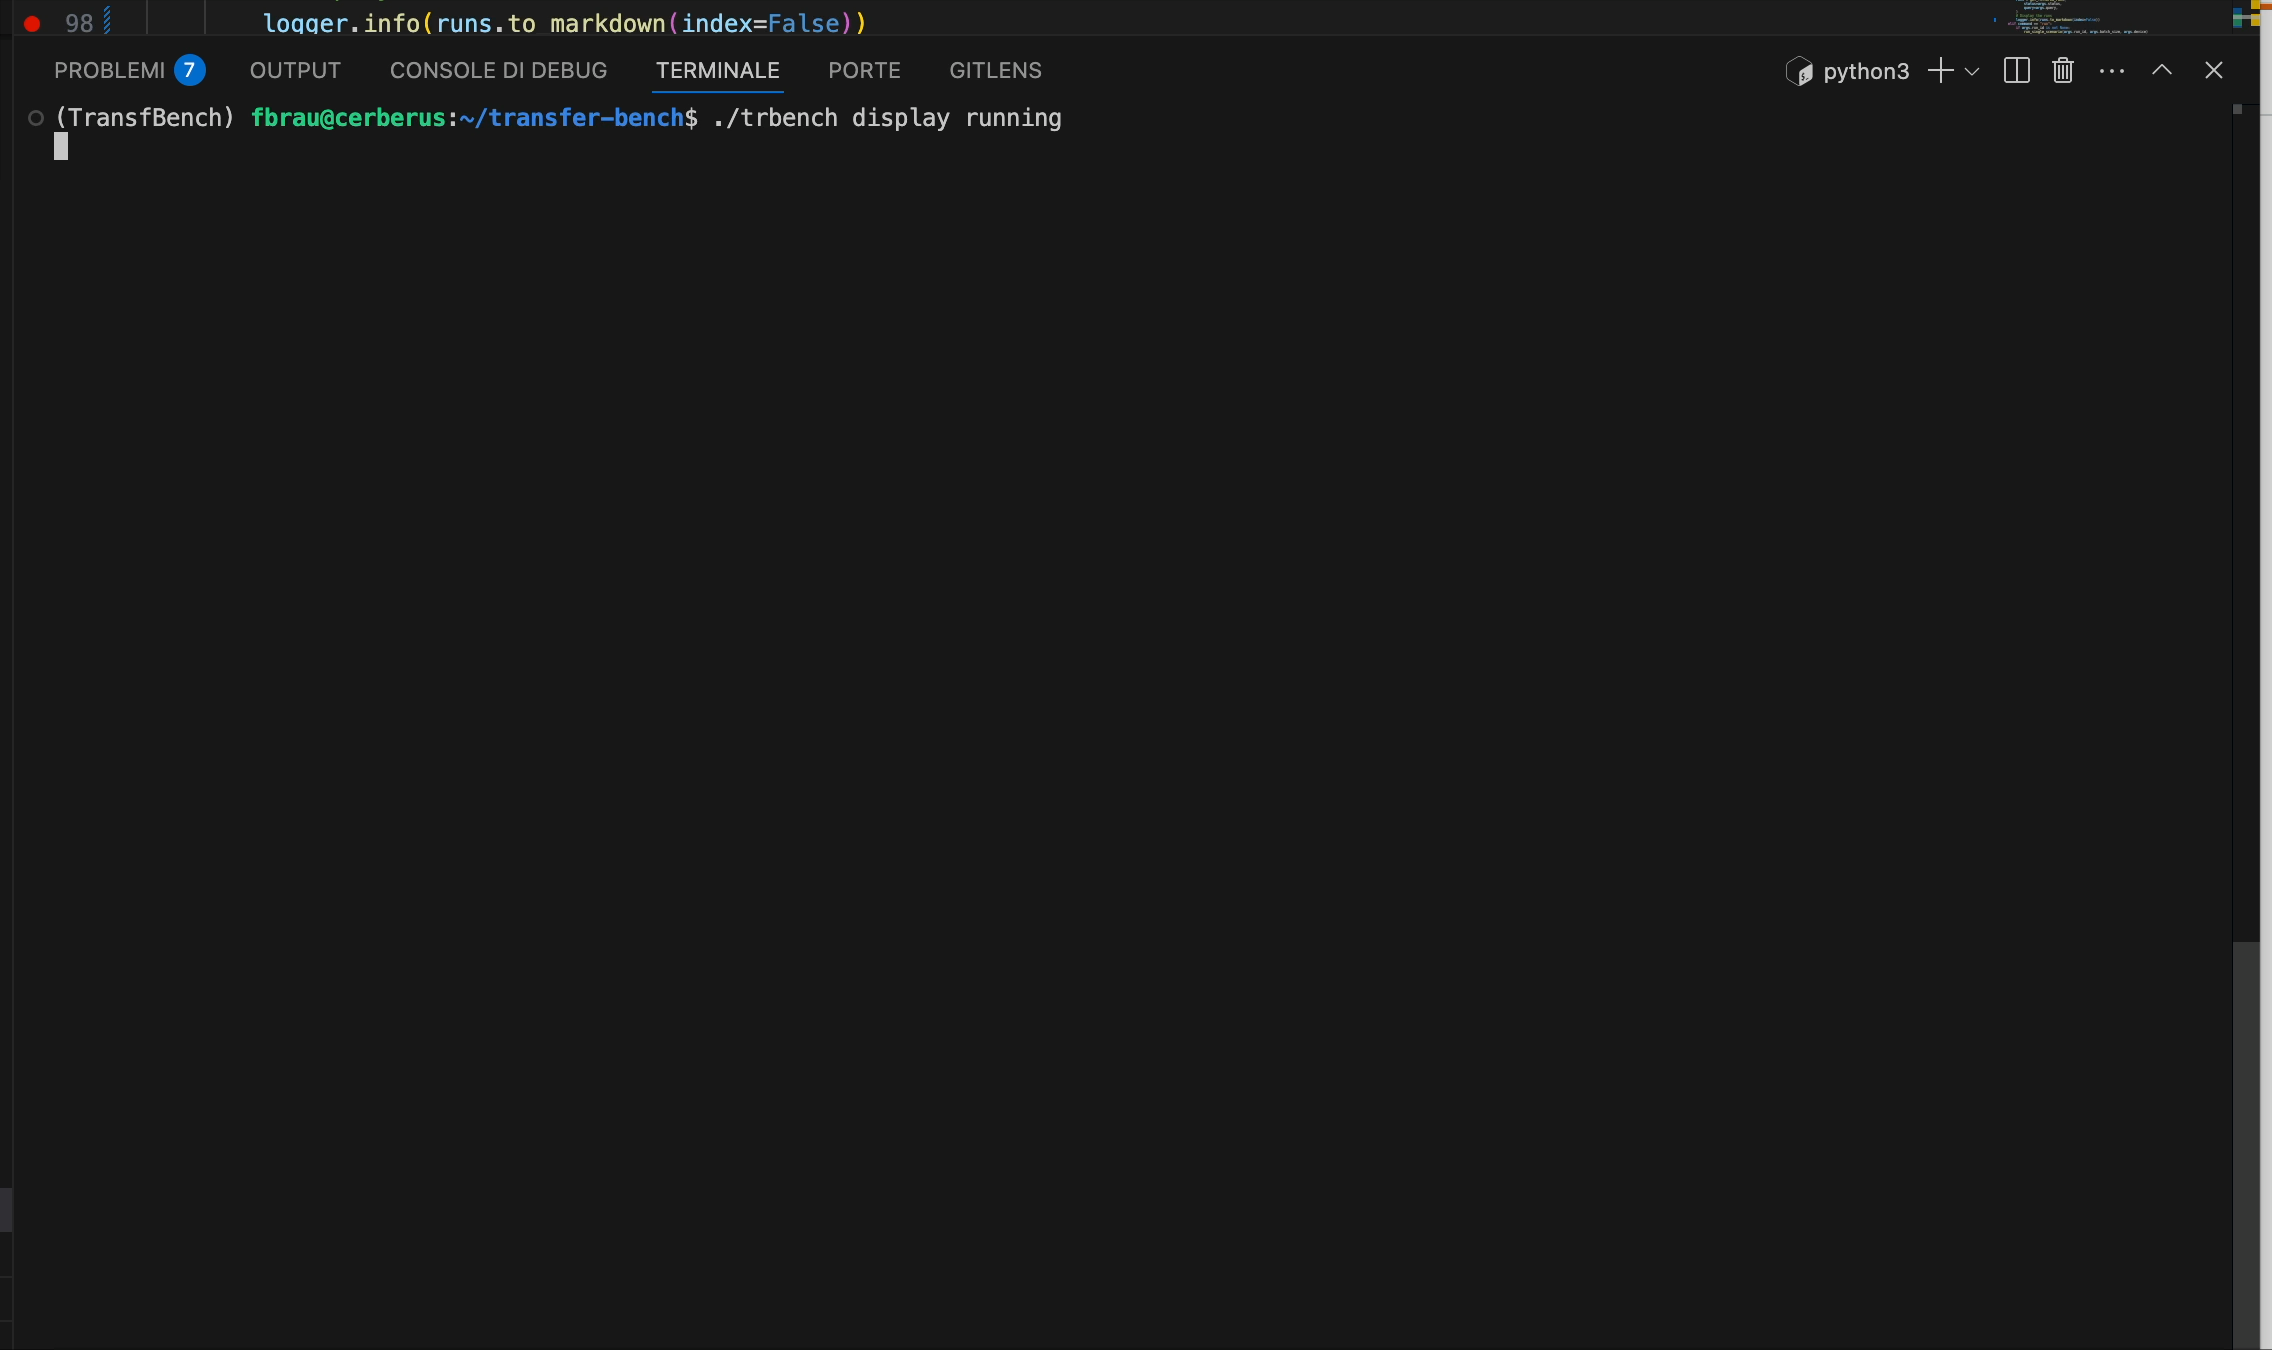 98 logger.info(runs.to_markdown(index=False))
PROBLEMI 7 OUTPUT CONSOLE DI DEBUG TERMINALE PORTE GITLENS python3
(TransfBench) fbrau@cerberus:~/transfer-bench$ ./trbench display running